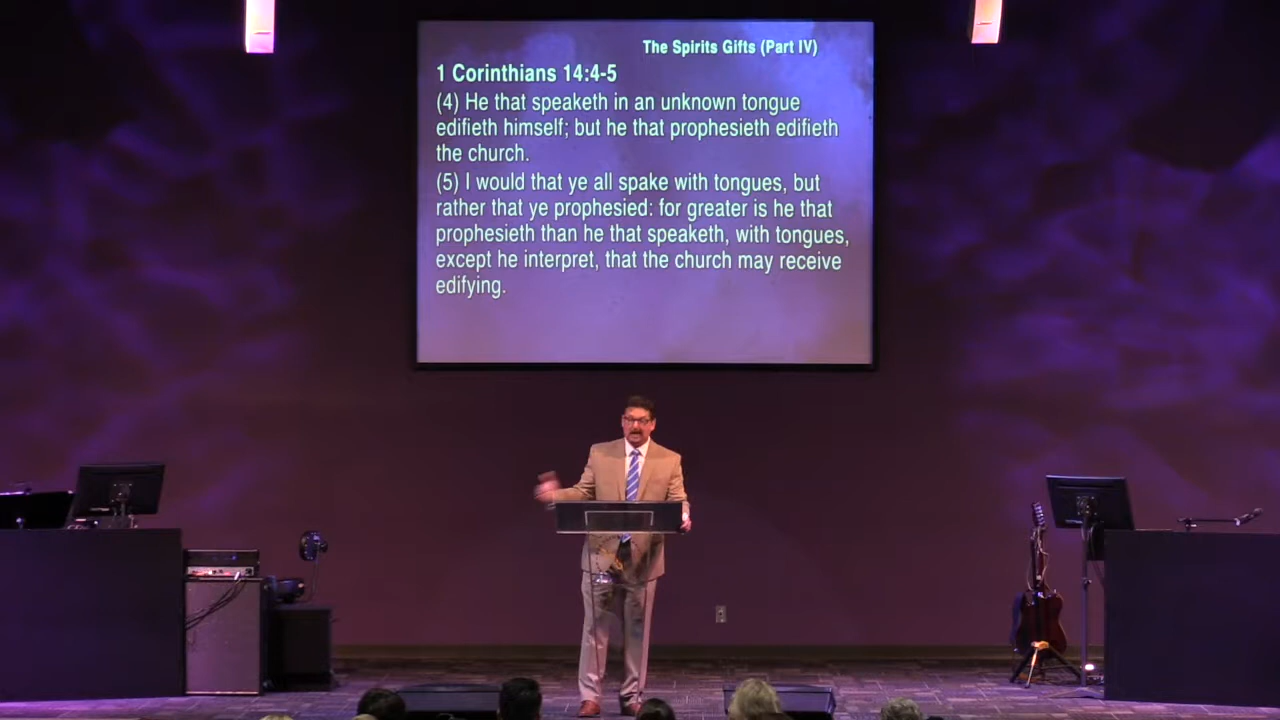 The Spirits Gifts (Part IV)
1 Corinthians 14:4-5
(4) He that speaketh in an unknown tongue
edifieth himself; but he that prophesieth edifieth
the church.
(5) I would that ye all spake with tongues, but
rather that ye prophesied: for greater is he that
prophesieth than he that speaketh, with tongues,
except he interpret, that the church may receive
edifying.